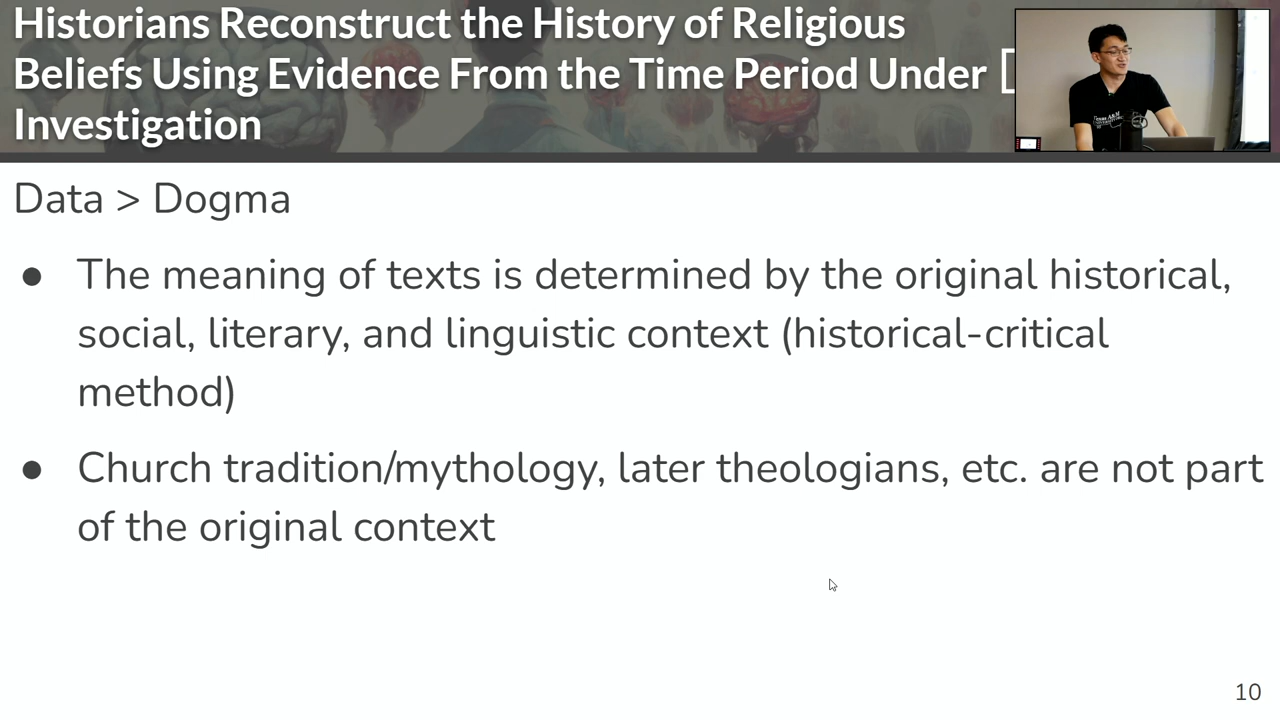 Historians Reconstruct the History of Religious
Beliefs Using Evidence From the Time Period Under
Investigation
Data > Dogma
● The meaning of texts is determined by the original historical,
social, literary, and linguistic context (historical-critical
method)
● Church tradition/mythology, later theologians, etc. are not part
of the original context
10